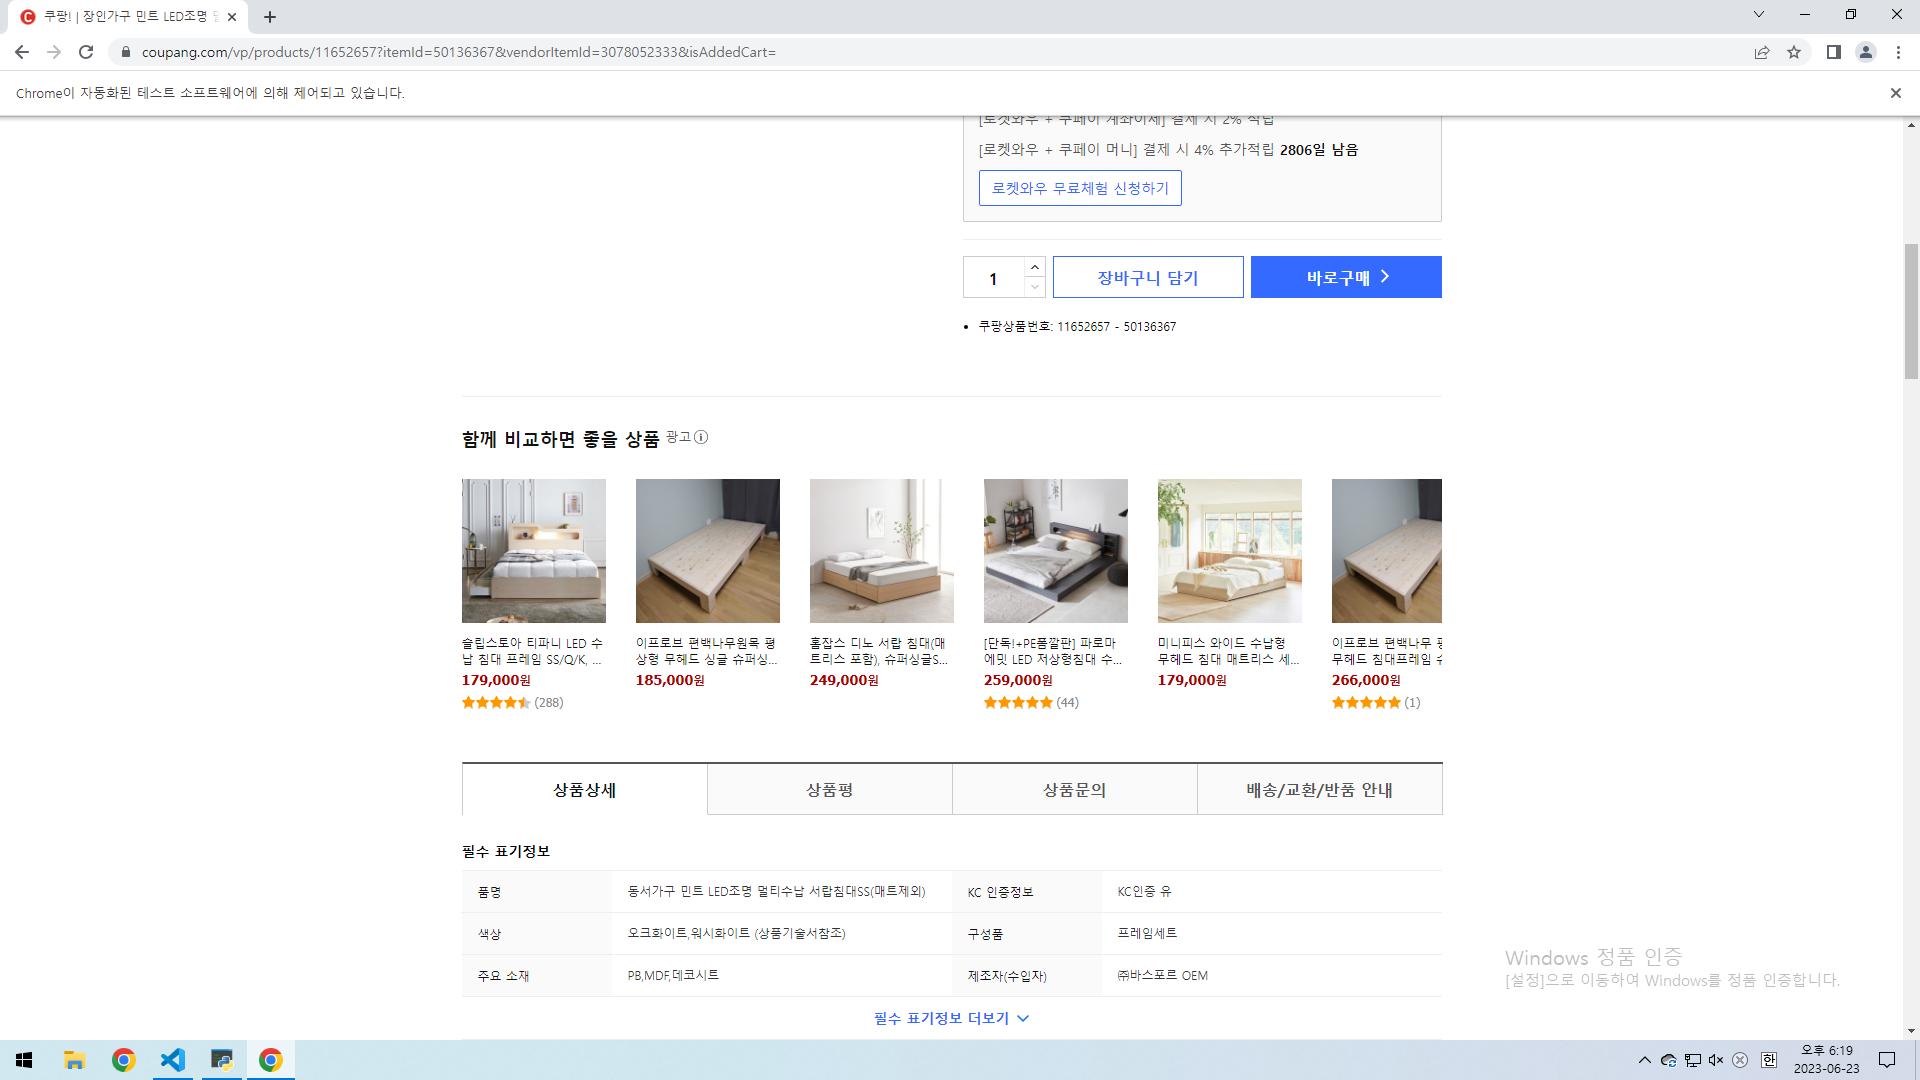 쿠팡! | 장인가구 민트 LED조명
coupang.com/vp/products/11652657?itemId=50136367&vendorItemId=3078052333&isAddedCart=
Chrome이 자동화된 테스트 소프트웨어에 의해 제어되고 있습니다.
[로켓와우 + 쿠페이 계좌이체] 결제 시 2% 적립
[로켓와우 + 쿠페이 머니] 결제 시 4% 추가적립 2806일 남음
로켓와우 무료체험 신청하기
1
장바구니 담기
바로구매
• 쿠팡상품번호: 11652657 - 50136367
함께 비교하면 좋을 상품 광고
슬립스토아 티파니 LED 수
납 침대 프레임 SS/Q/K, ...
179,000원
(288)
이프로브 편백나무원목 평
상형 무헤드 싱글 슈퍼싱...
185,000원
홈잡스 디노 서랍 침대(매
트리스 포함), 슈퍼싱글S...
249,000원
[단독!+PE폼깔판] 파로마
에밋 LED 저상형침대 수...
259,000원
(44)
미니피스 와이드 수납형
무헤드 침대 매트리스 세...
179,000원
이프로브 편백나무
무헤드 침대프레임
266,000원
(1)
상품상세
상품평
상품문의
배송/교환/반품 안내
필수 표기정보
품명 동서가구 민트 LED조명 멀티수납 서랍침대SS(매트제외) KC 인증정보 KC인증 유
색상 오크화이트,워시화이트 (상품기술서참조) 구성품 프레임세트
주요 소재 PB,MDF,데코시트 제조자(수입자) ㈜바스포르 OEM
필수 표기정보 더보기
Windows 정품 인증
[설정]으로 이동하여 Windows를 정품 인증합니다.
한
오후 6:19
2023-06-23